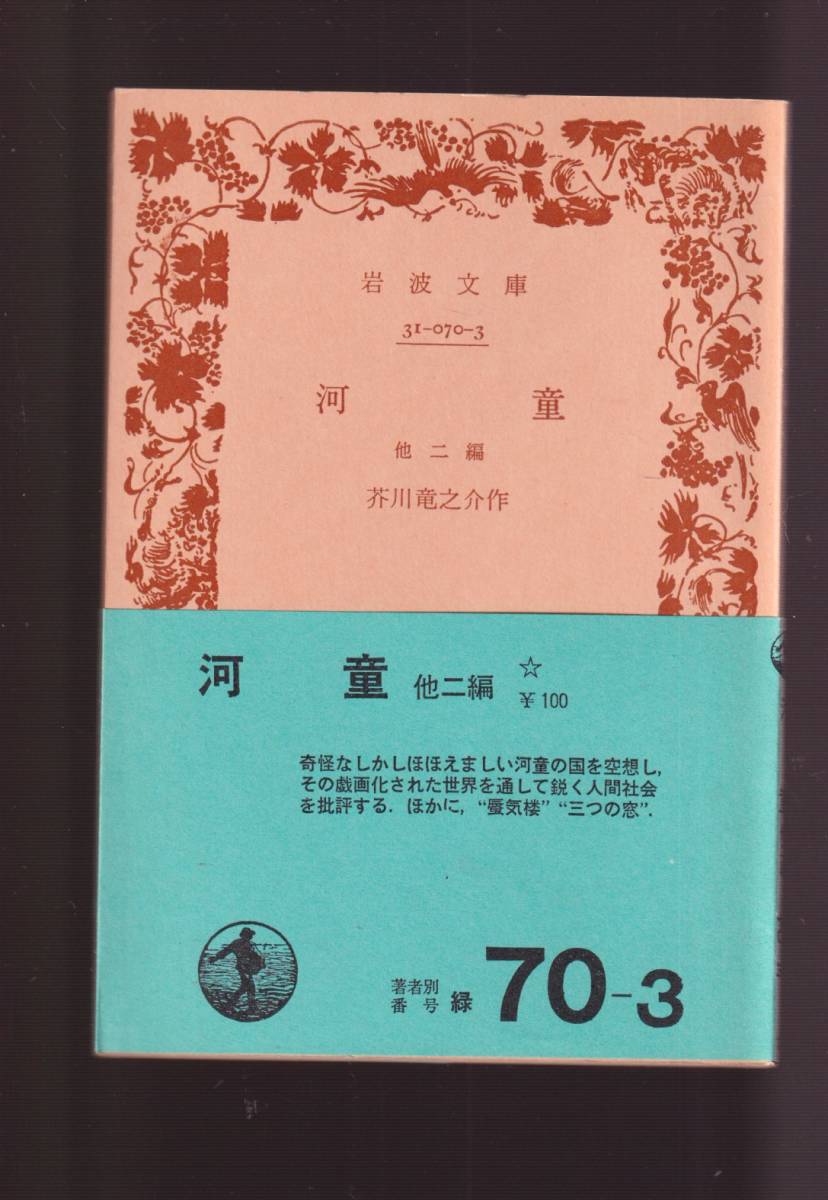 岩波文庫
31-070-3
河童
他二編
芥川竜之介作
河童 他二編 ☆
¥100
奇怪なしかしほほえましい河童の国を空想し,
その戯画化された世界を通して鋭く人間社会
を批評する. ほかに, “蜃気楼” “三つの窓”.
著者別
番号 緑 70-3